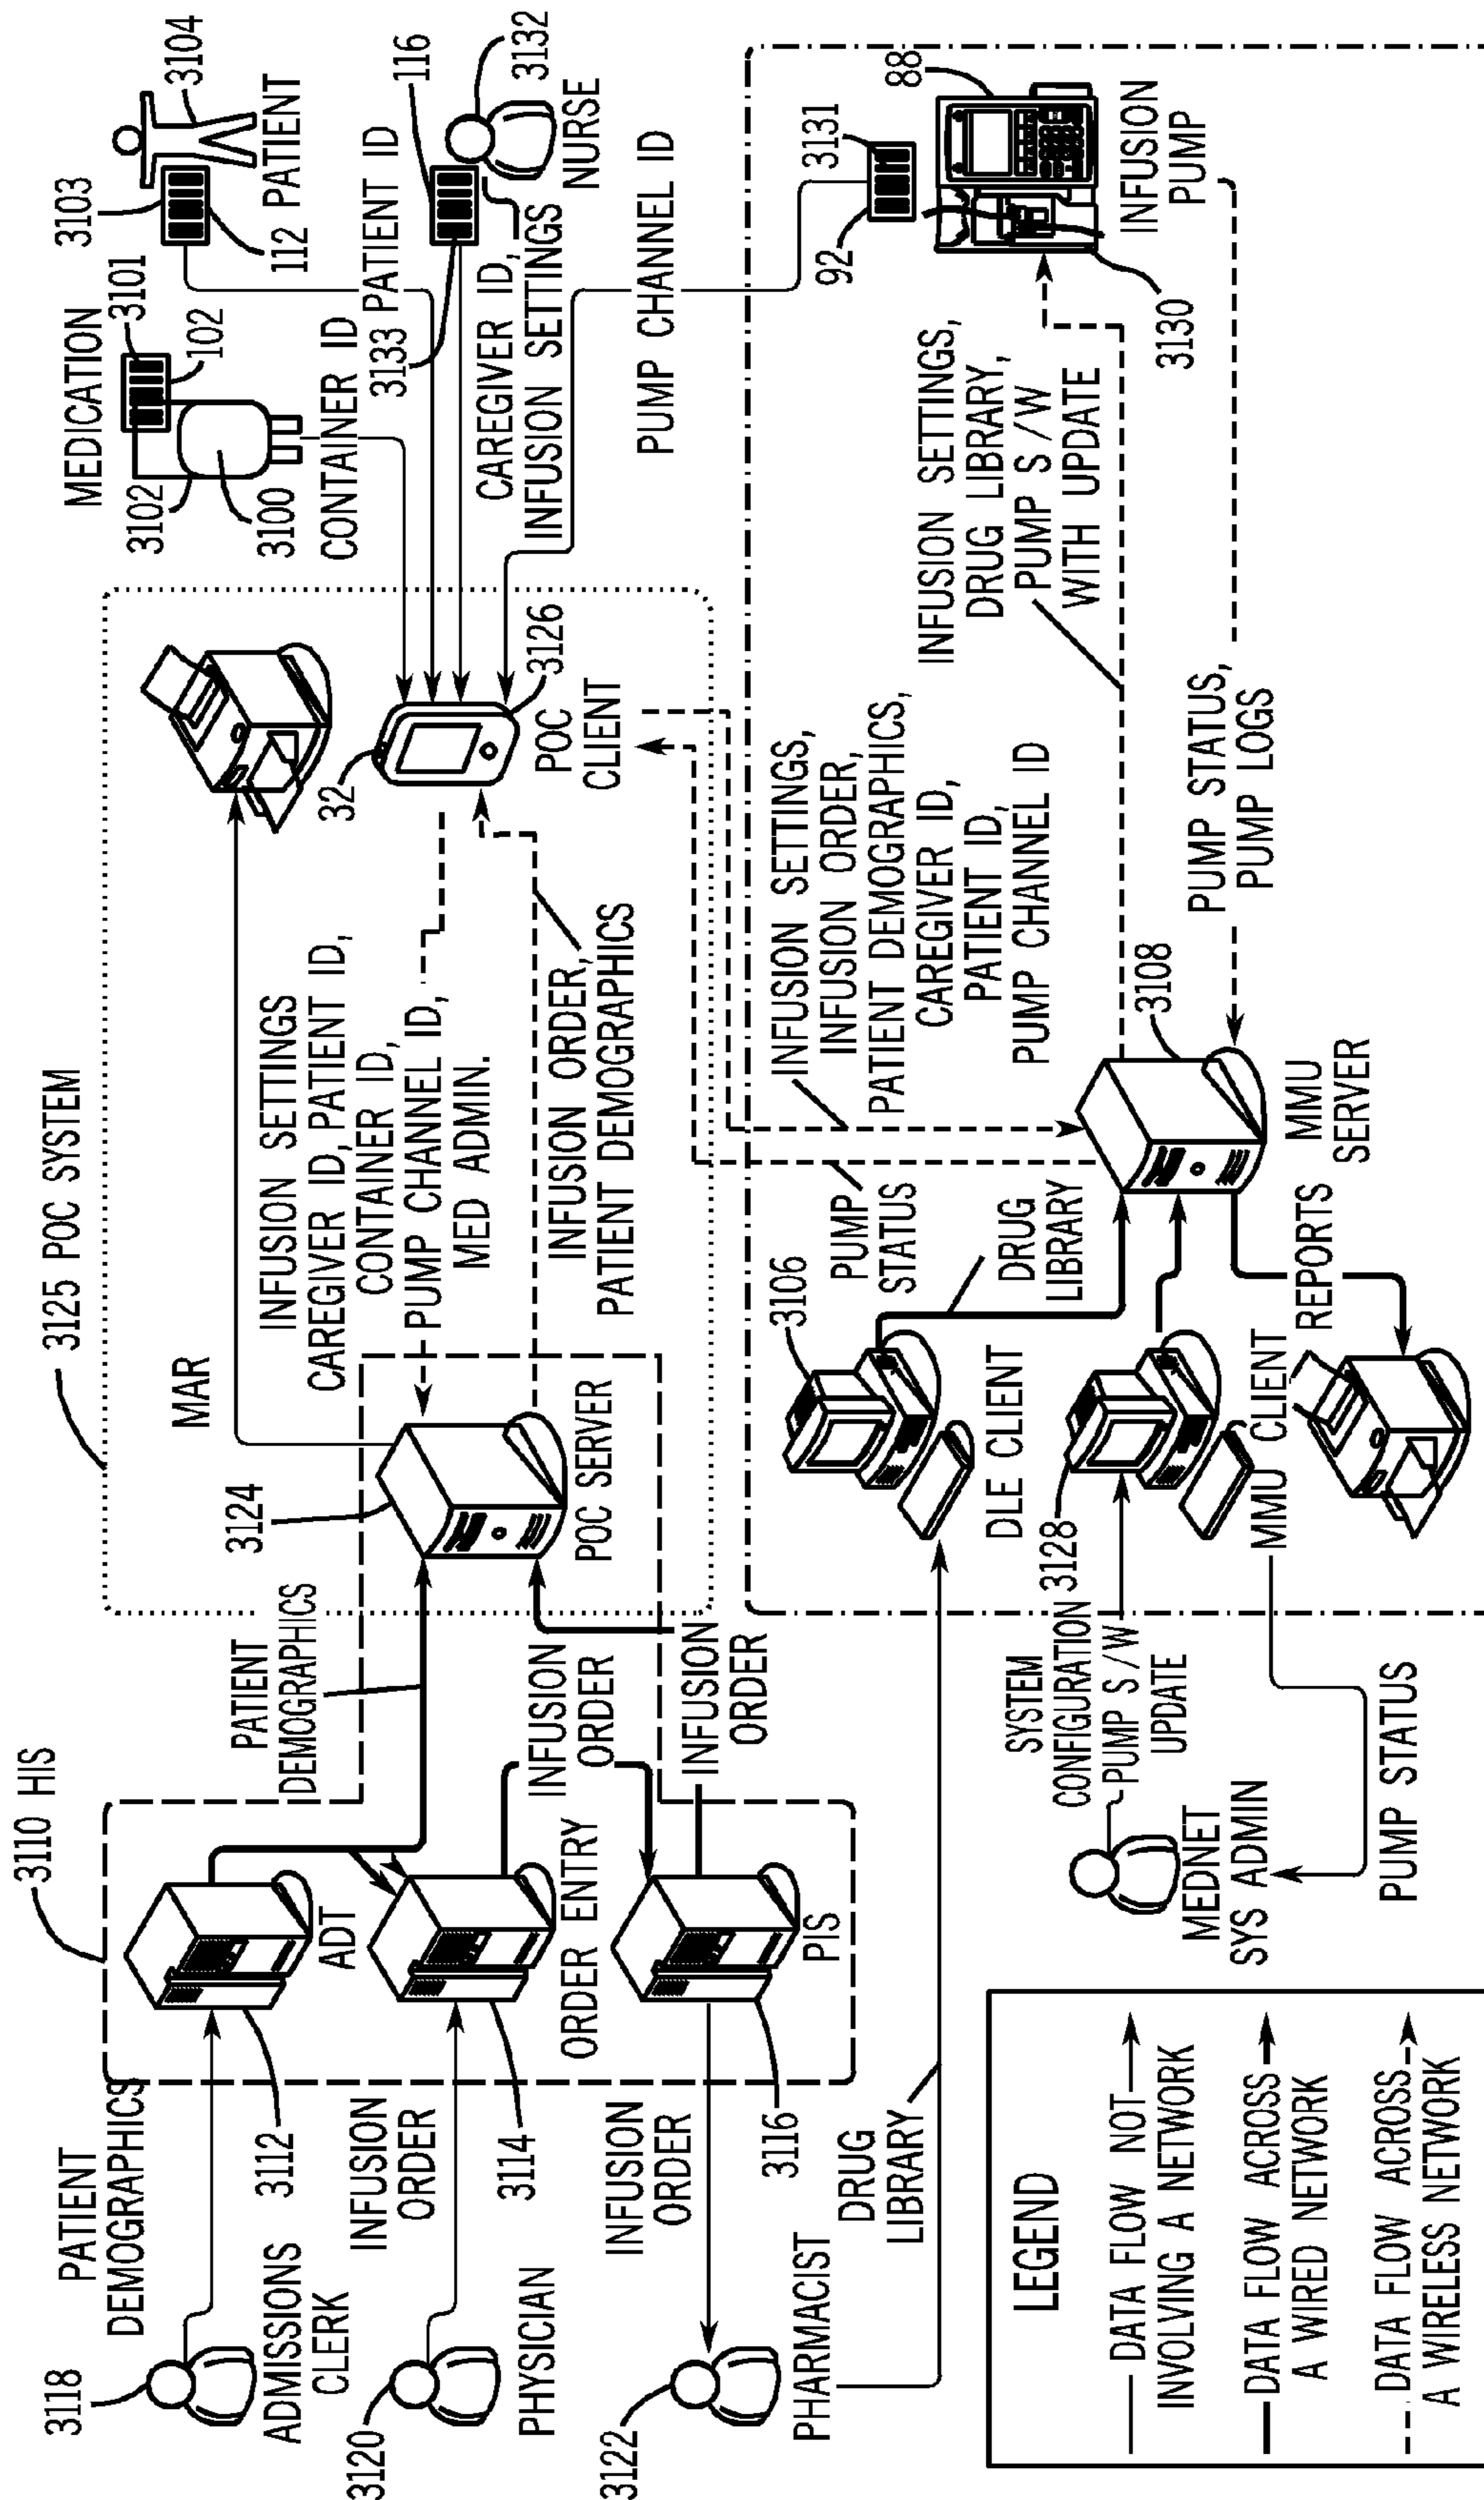 3118
PATIENT
DEMOGRAPHICS
ADMISSIONS
CLERK
3112
3110 HIS
ADT
3120
INFUSION
ORDER
PHYSICIAN
3114
ORDER ENTRY
3122
INFUSION
ORDER
PHARMACIST
3116
PIS
DRUG
LIBRARY
PATIENT
DEMOGRAPHICS
INFUSION
ORDER
INFUSION
ORDER
3125 POC SYSTEM
3124
MAR
POC SERVER
INFUSION SETTINGS
CAREGIVER ID, PATIENT ID,
CONTAINER ID,
PUMP CHANNEL ID,
MED ADMIN.
INFUSION ORDER,
PATIENT DEMOGRAPHICS
32
3126
POC
CLIENT
MEDICATION
3101
102
3102
3100
CONTAINER ID
3103
112
3104
PATIENT
PATIENT ID
3133
116
3132
NURSE
CAREGIVER ID,
INFUSION SETTINGS
PUMP CHANNEL ID
92
3131
88
INFUSION
PUMP
3130
INFUSION SETTINGS,
DRUG LIBRARY,
PUMP S/W
WITH UPDATE
PUMP STATUS,
PUMP LOGS
INFUSION SETTINGS,
INFUSION ORDER,
PATIENT DEMOGRAPHICS,
CAREGIVER ID,
PATIENT ID,
PUMP CHANNEL ID
3108
MMU
SERVER
PUMP
STATUS
3106
DRUG
LIBRARY
DLE CLIENT
3128
MMU CLIENT
REPORTS
SYSTEM
CONFIGURATION
PUMP S/W
UPDATE
MEDNET
SYS ADMIN
PUMP STATUS
LEGEND
DATA FLOW NOT
INVOLVING A NETWORK
DATA FLOW ACROSS
A WIRED NETWORK
DATA FLOW ACROSS
A WIRELESS NETWORK